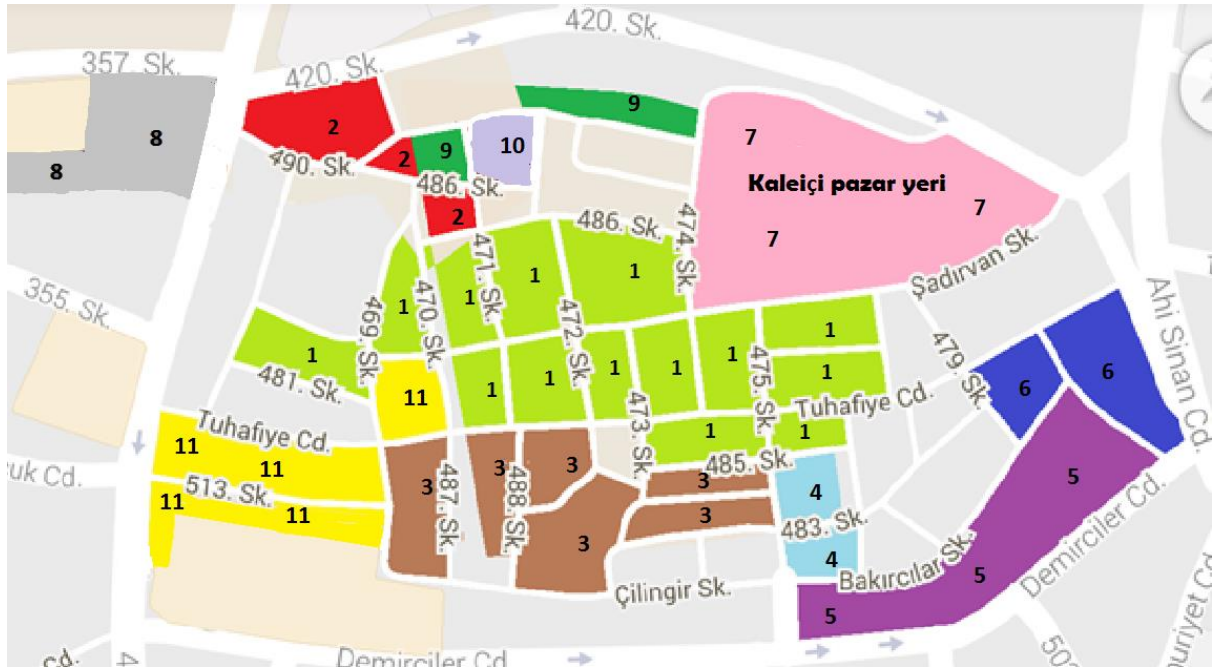 420. Sk.
357. Sk.
420. Sk.
8
8
2
2
490. Sk.
9
10
9
486. Sk.
2
7
Kaleiçi pazar yeri
7
7
486. Sk.
474. Sk.
471. Sk.
Şadırvan Sk.
355. Sk.
1
1
1
1
469. Sk.
470. Sk.
472. Sk.
1
481. Sk.
11
1
1
1
1
1
475. Sk.
1
1
479. Sk.
6
6
Ahi Sinan Cd.
Tuhafiye Cd.
Tuhafiye Cd.
473. Sk.
1
1
485. Sk.
uk Cd.
11
11
513. Sk.
11
11
3
487. Sk.
3
488. Sk.
3
3
3
3
4
483. Sk.
4
5
5
5
Bakırcılar Sk.
Demirciler Cd.
Çilingir Sk.
Demirciler Cd
cd.
4
50
uriyet Cd.